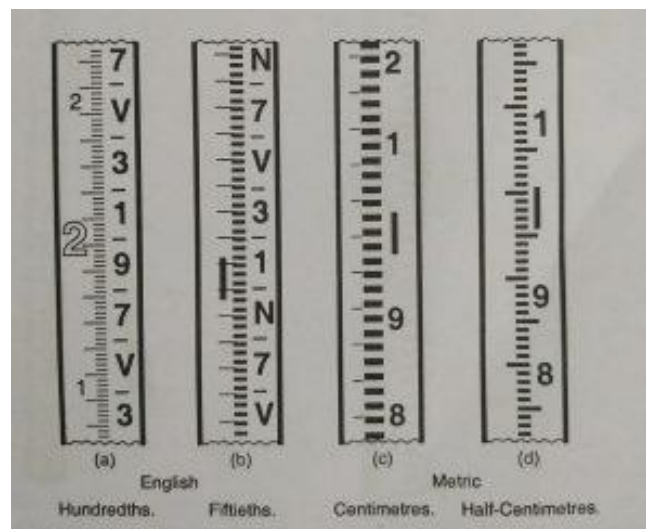 7 N 2
2 V 7 1
3 V 1
1 3
2 9 1 9 9
7 N
1 V 7 8 8
3 V
(a) (b) (c) (d)
English Metric
Hundredths. Fiftieths. Centimetres. Half-Centimetres.